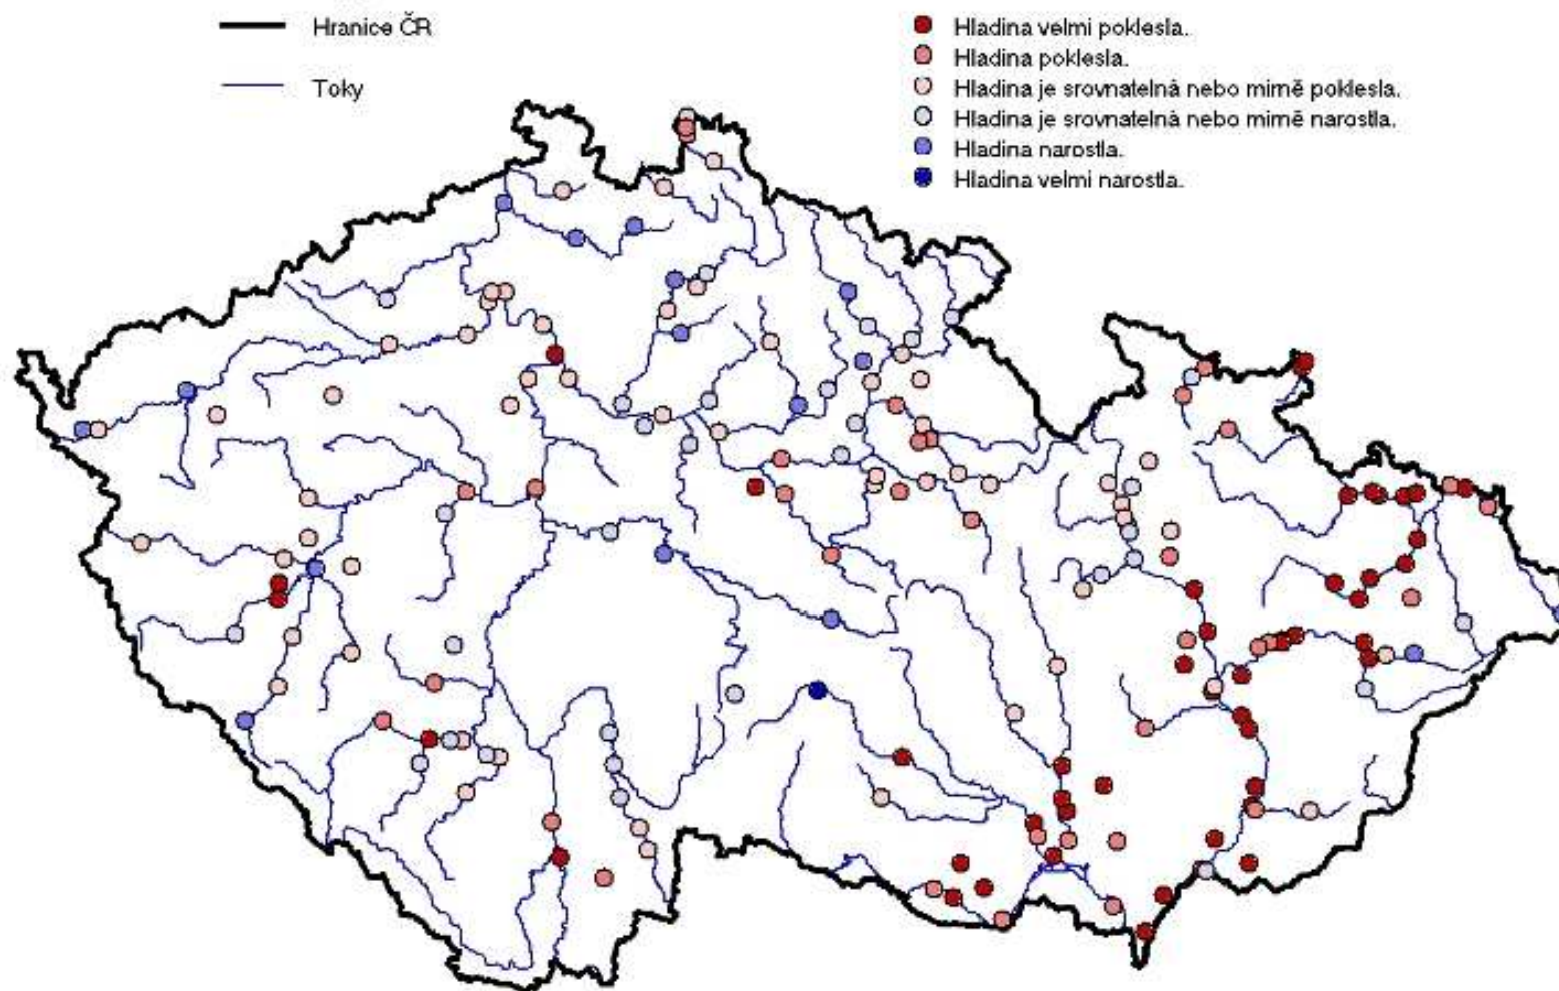 Hranice ČR
Toky
Hladina velmi poklesla.
Hladina poklesla.
Hladina je srovnatelná nebo mírně poklesla.
Hladina je srovnatelná nebo mírně narostla.
Hladina narostla.
Hladina velmi narostla.